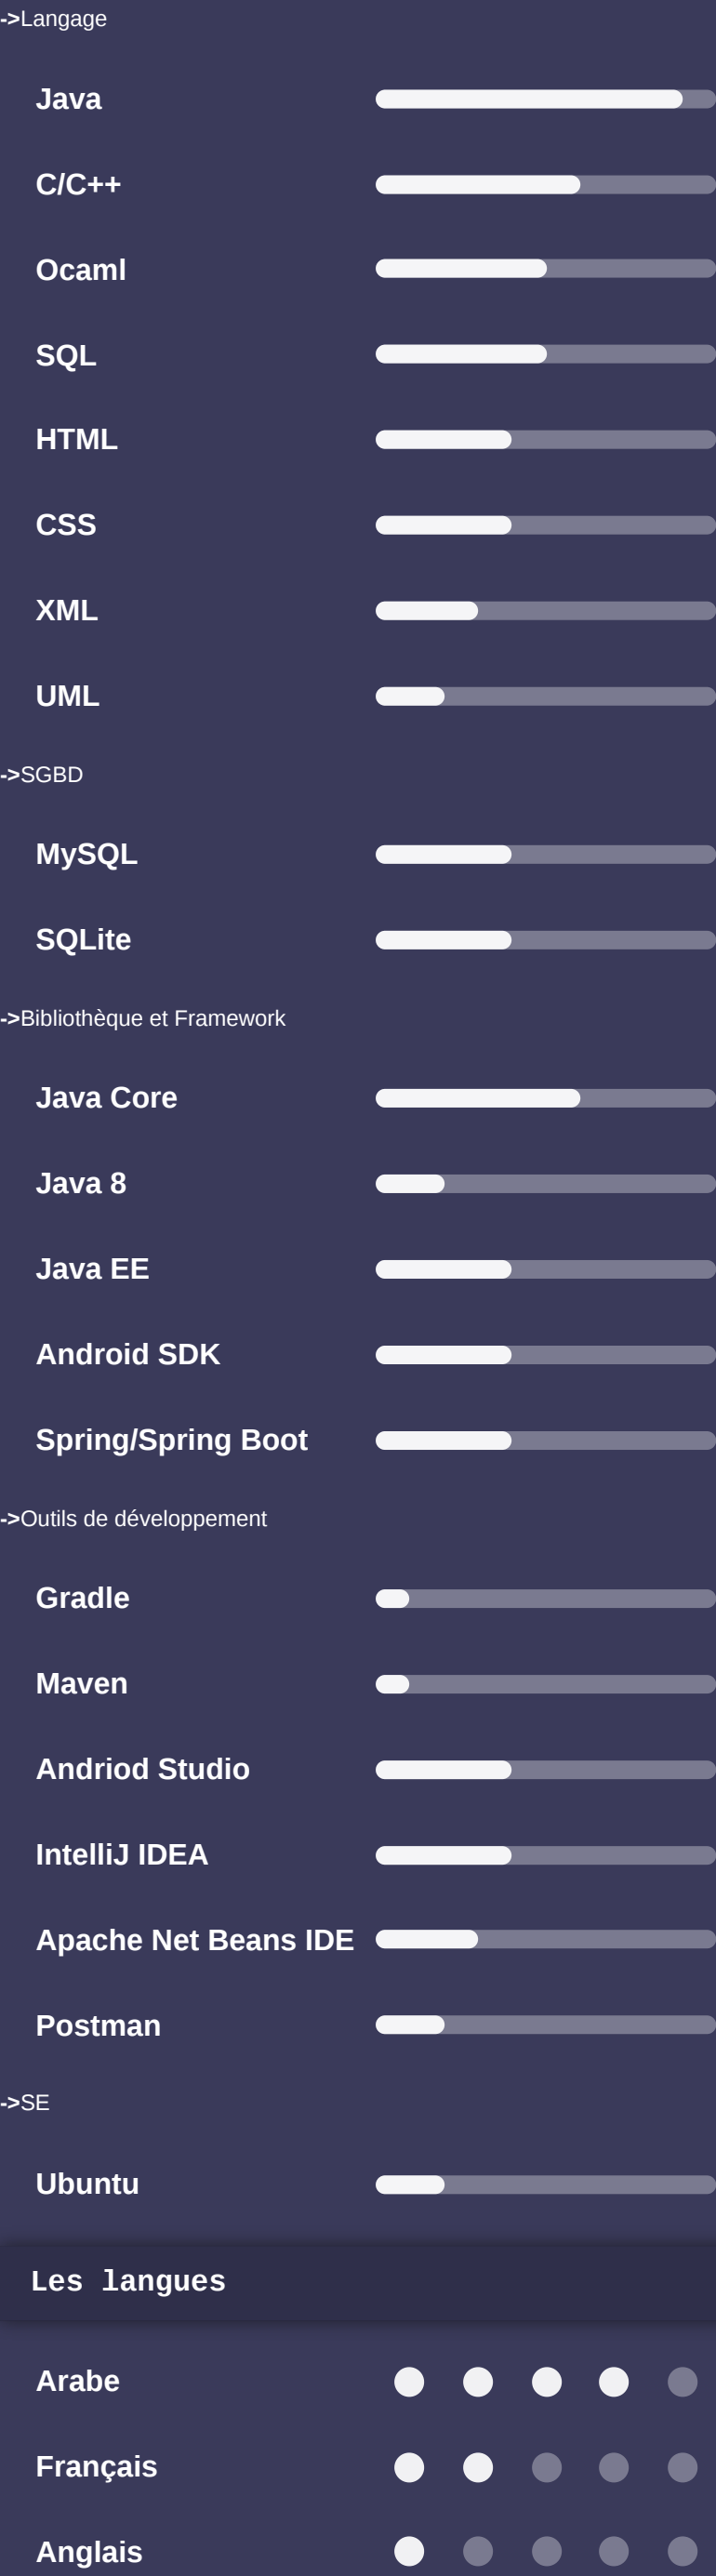 ->Langage
Java
C/C++
Ocaml
SQL
HTML
CSS
XML
UML
->SGBD
MySQL
SQLite
->Bibliothèque et Framework
Java Core
Java 8
Java EE
Android SDK
Spring/Spring Boot
->Outils de développement
Gradle
Maven
Andriod Studio
IntelliJ IDEA
Apache Net Beans IDE
Postman
->SE
Ubuntu
Les langues
Arabe
Français
Anglais